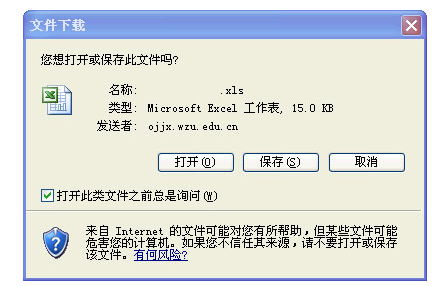 文件下载
您想打开或保存此文件吗?
名称: .xls
类型: Microsoft Excel 工作表, 15.0 KB
发送者: ojjx.wzu.edu.cn
打开(O) 保存(S) 取消
打开此类文件之前总是询问(W)
来自 Internet 的文件可能对您有所帮助，但某些文件可能
危害您的计算机。如果您不信任其来源，请不要打开或保存
该文件。有何风险?